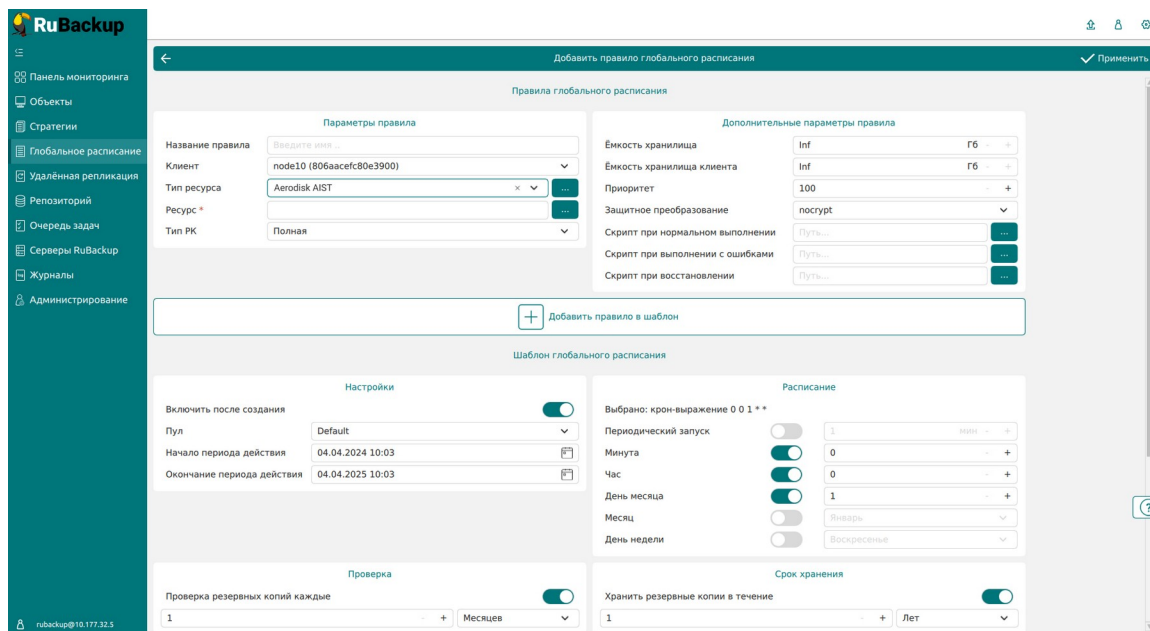 RuBackup
Панель мониторинга
Объекты
Стратегии
Глобальное расписание
Удалённая репликация
Репозиторий
Очередь задач
Серверы RuBackup
Журналы
Администрирование
rubackup@10.177.32.5
Добавить правило глобального расписания
Применить
Правила глобального расписания
Параметры правила
Название правила Введите имя ...
Клиент node10 (806aacefc80e3900)
Тип ресурса Aerodisk AIST ...
Ресурс * ...
Тип РК Полная
Дополнительные параметры правила
Ёмкость хранилища Inf Гб - +
Ёмкость хранилища клиента Inf Гб - +
Приоритет 100 - +
Защитное преобразование nocrypt
Скрипт при нормальном выполнении Путь... ...
Скрипт при выполнении с ошибками Путь... ...
Скрипт при восстановлении Путь... ...
+ Добавить правило в шаблон
Шаблон глобального расписания
Настройки
Включить после создания
Пул Default
Начало периода действия 04.04.2024 10:03
Окончание периода действия 04.04.2025 10:03
Расписание
Выбрано: крон-выражение 0 0 1 * *
Периодический запуск 1 мин - +
Минута 0 - +
Час 0 - +
День месяца 1 - +
Месяц Январь
День недели Воскресенье
Проверка
Проверка резервных копий каждые
1 - + Месяцев
Срок хранения
Хранить резервные копии в течение
1 - + Лет
?